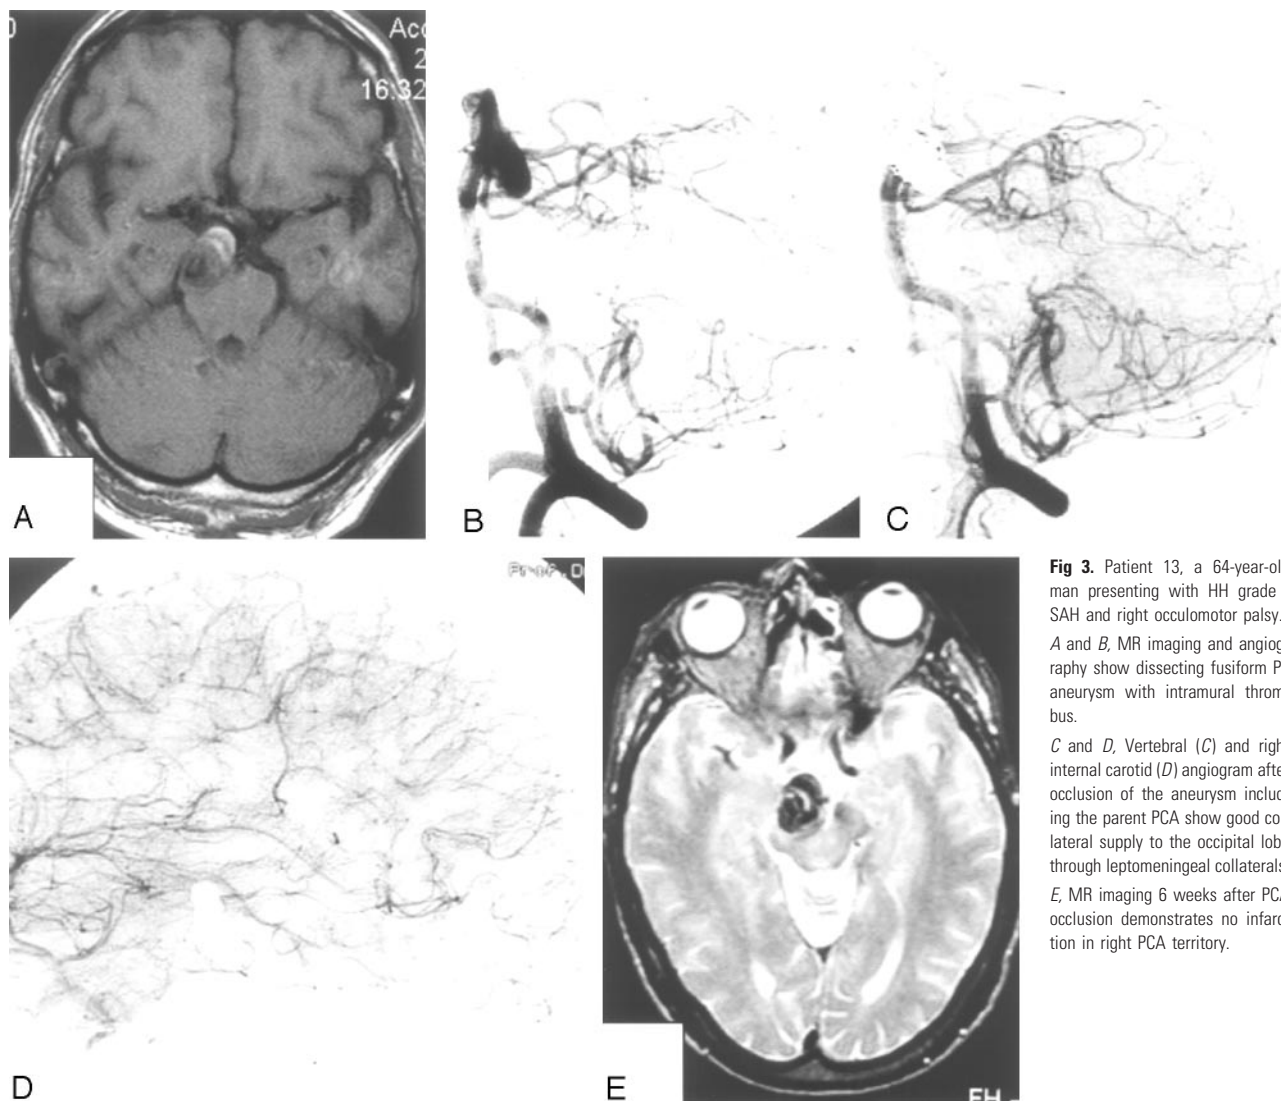 Acc
2
16:32
A
B
C
Prof. D
D
E
FH -
Fig 3. Patient 13, a 64-year-ol
man presenting with HH grade
SAH and right occulomotor palsy.
A and B, MR imaging and angiog
raphy show dissecting fusiform P
aneurysm with intramural throm
bus.
C and D, Vertebral (C) and righ
internal carotid (D) angiogram afte
occlusion of the aneurysm includ
ing the parent PCA show good co
lateral supply to the occipital lob
through leptomeningeal collaterals
E, MR imaging 6 weeks after PCA
occlusion demonstrates no infarc
tion in right PCA territory.